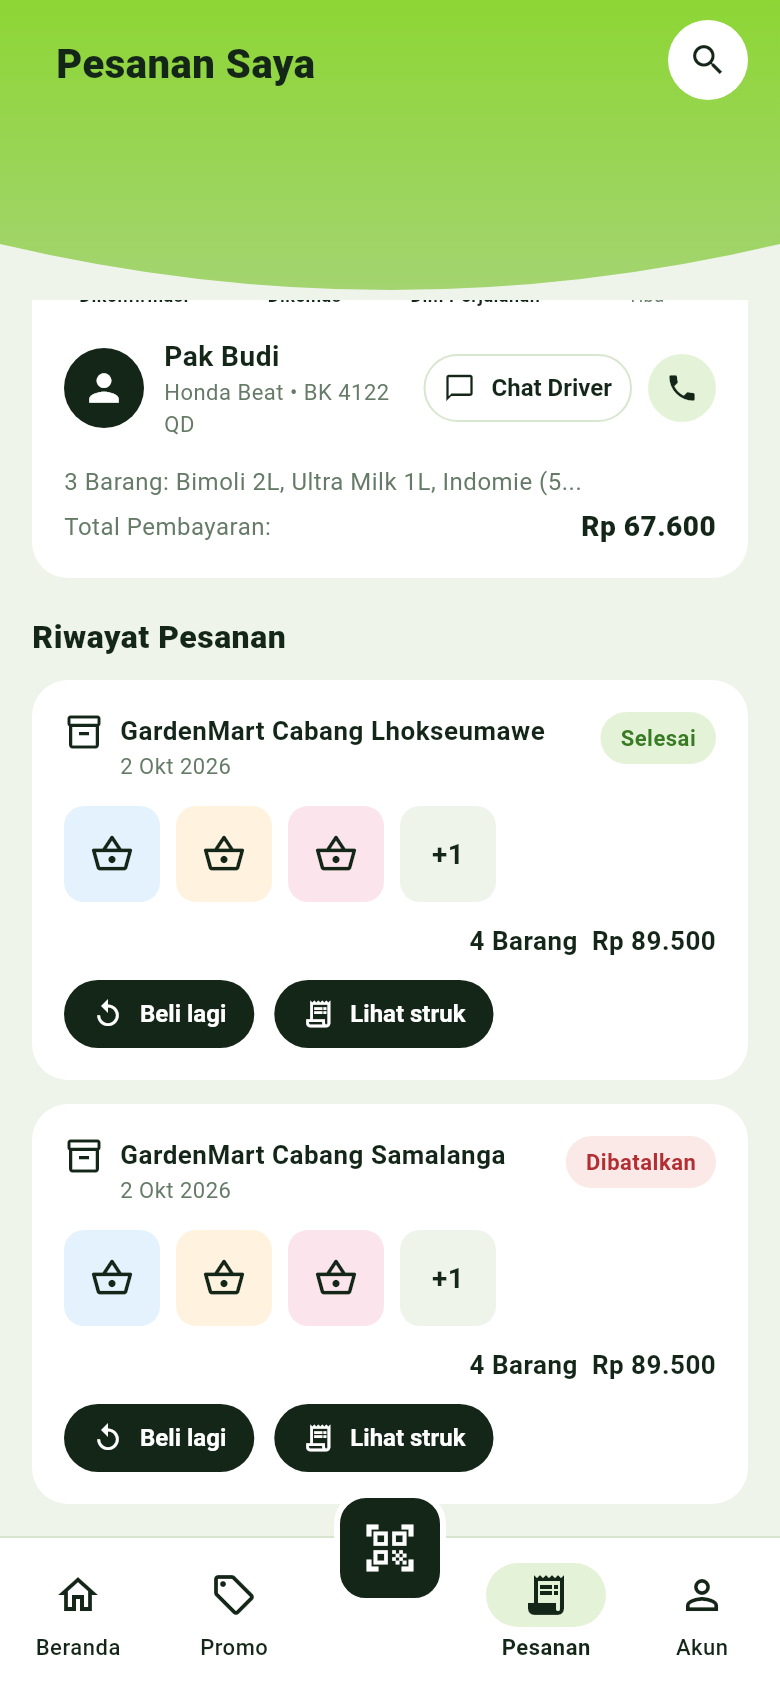 Pesanan Saya
Pak Budi
Honda Beat • BK 4122
QD
Chat Driver
3 Barang: Bimoli 2L, Ultra Milk 1L, Indomie (5...
Total Pembayaran:
Rp 67.600
Riwayat Pesanan
GardenMart Cabang Lhokseumawe
Selesai
2 Okt 2026
+1
4 Barang Rp 89.500
Beli lagi
Lihat struk
GardenMart Cabang Samalanga
Dibatalkan
2 Okt 2026
+1
4 Barang Rp 89.500
Beli lagi
Lihat struk
Beranda
Promo
Pesanan
Akun